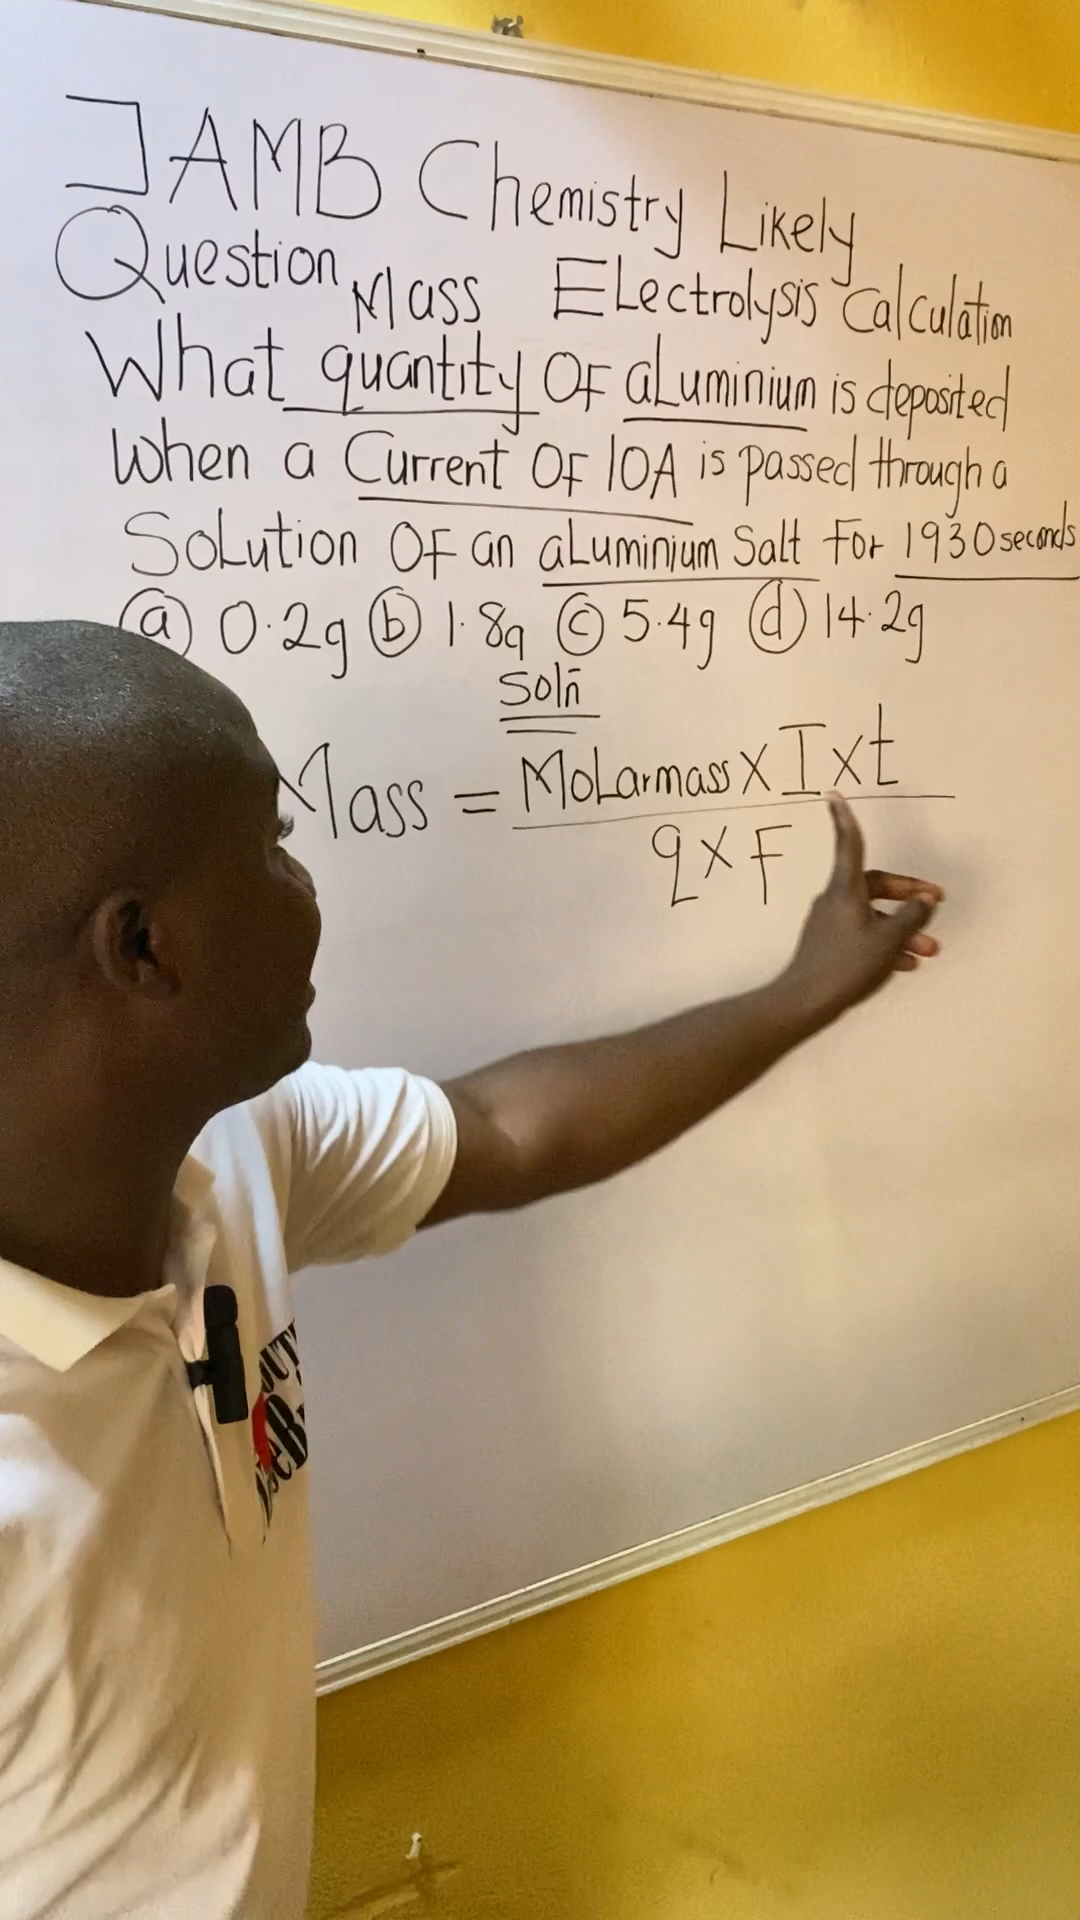 JAMB Chemistry Likely
Question Mass Electrolysis Calculation
What quantity Of aluminium is deposited
When a Current Of 10A is passed through a
Solution Of an aluminium Salt for 1930 seconds
(a) 0.2g (b) 1.8g (c) 5.4g (d) 14.2g
Soln̄
Mass = Molarmass x I x t
q x F